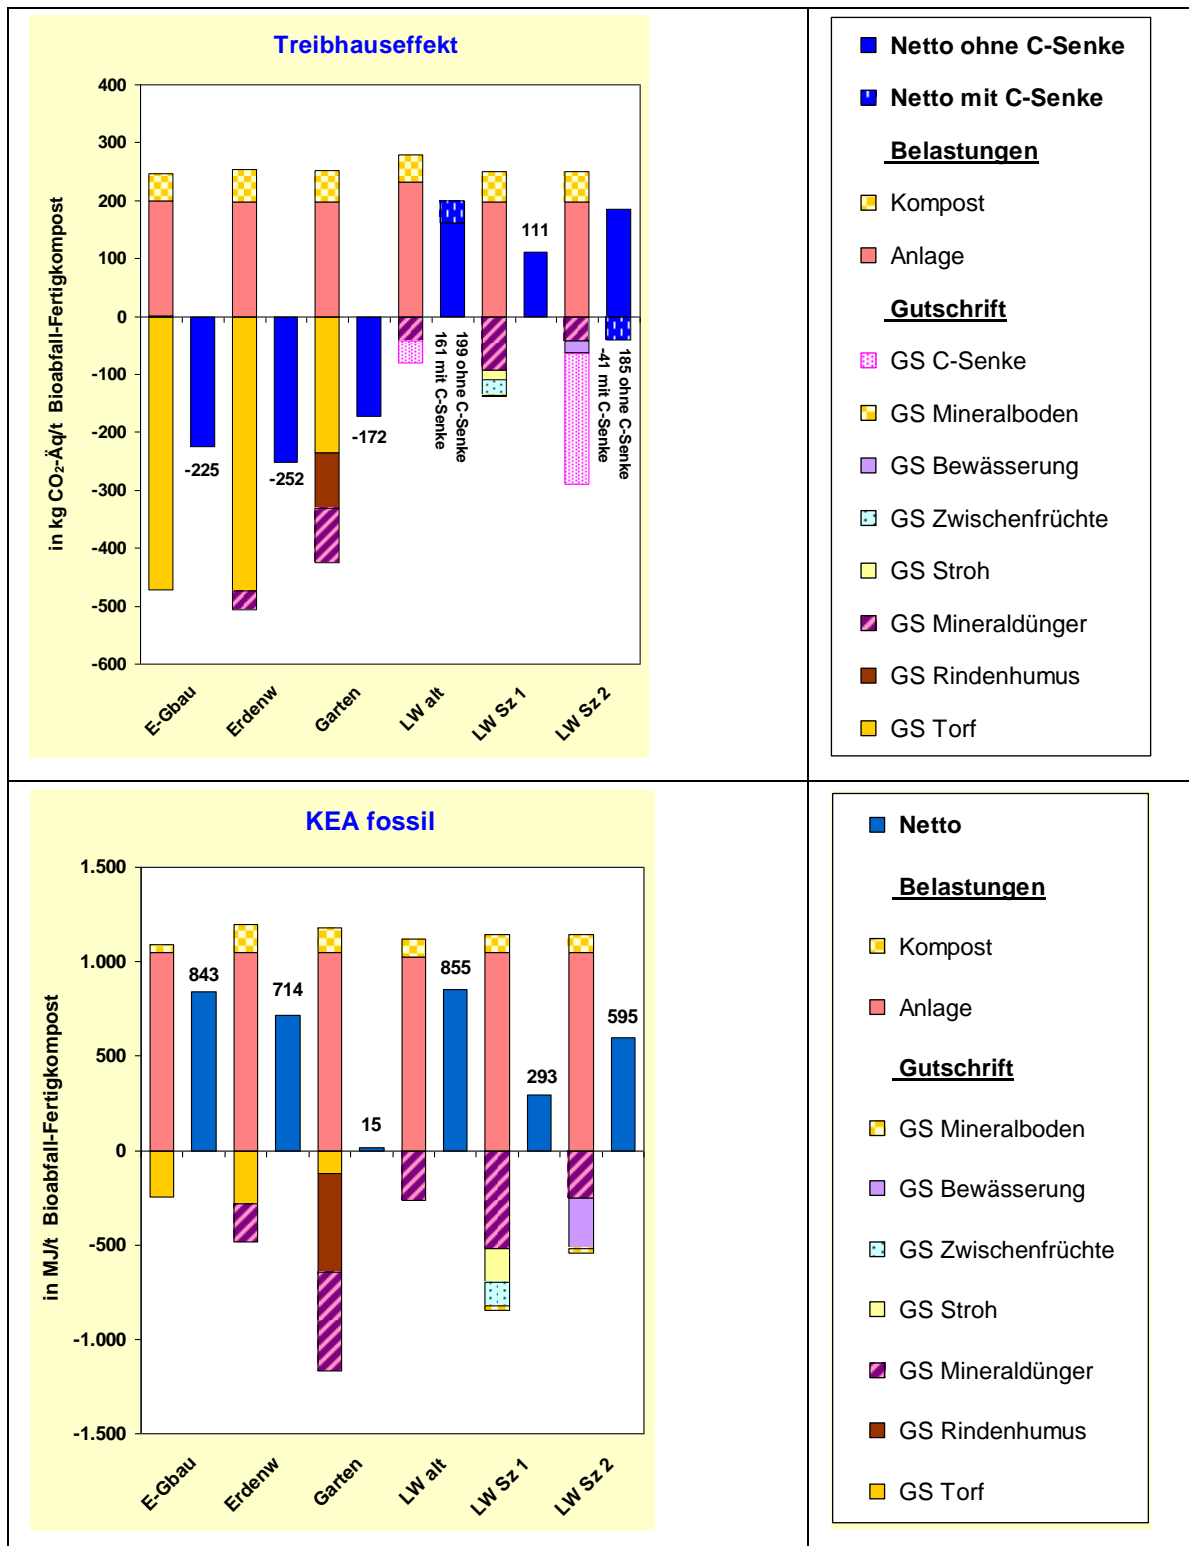 Treibhauseffekt
in kg CO₂-Äq/t Bioabfall-Fertigkompost
400
300
200
100
0
-100
-200
-300
-400
-500
-600
-225
-252
-172
199 ohne C-Senke
161 mit C-Senke
111
185 ohne C-Senke
-41 mit C-Senke
E-Gbau
Erdenw
Garten
LW alt
LW Sz 1
LW Sz 2
Netto ohne C-Senke
Netto mit C-Senke
Belastungen
Kompost
Anlage
Gutschrift
GS C-Senke
GS Mineralboden
GS Bewässerung
GS Zwischenfrüchte
GS Stroh
GS Mineraldünger
GS Rindenhumus
GS Torf
KEA fossil
in MJ/t Bioabfall-Fertigkompost
1.500
1.000
500
0
-500
-1.000
-1.500
843
714
15
855
293
595
E-Gbau
Erdenw
Garten
LW alt
LW Sz 1
LW Sz 2
Netto
Belastungen
Kompost
Anlage
Gutschrift
GS Mineralboden
GS Bewässerung
GS Zwischenfrüchte
GS Stroh
GS Mineraldünger
GS Rindenhumus
GS Torf